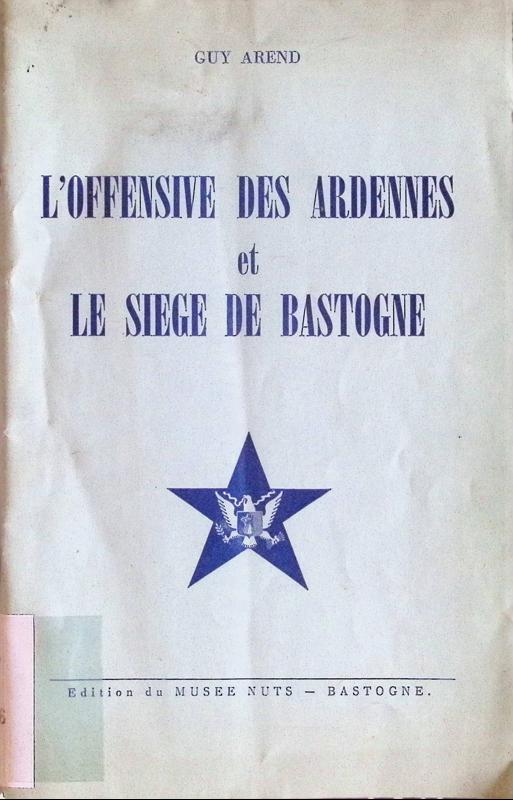 GUY AREND
L'OFFENSIVE DES ARDENNES
et
LE SIEGE DE BASTOGNE
Edition du MUSEE NUTS — BASTOGNE.